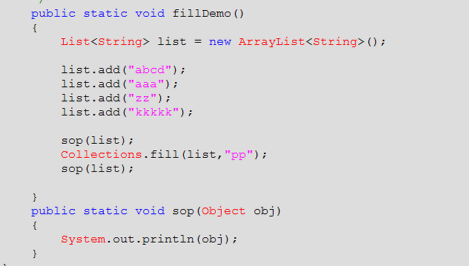 public static void fillDemo()
{
List<String> list = new ArrayList<String>();
list.add("abcd");
list.add("aaa");
list.add("zz");
list.add("kkkkk");
sop(list);
Collections.fill(list,"pp");
sop(list);
}
public static void sop(Object obj)
{
System.out.println(obj);
}